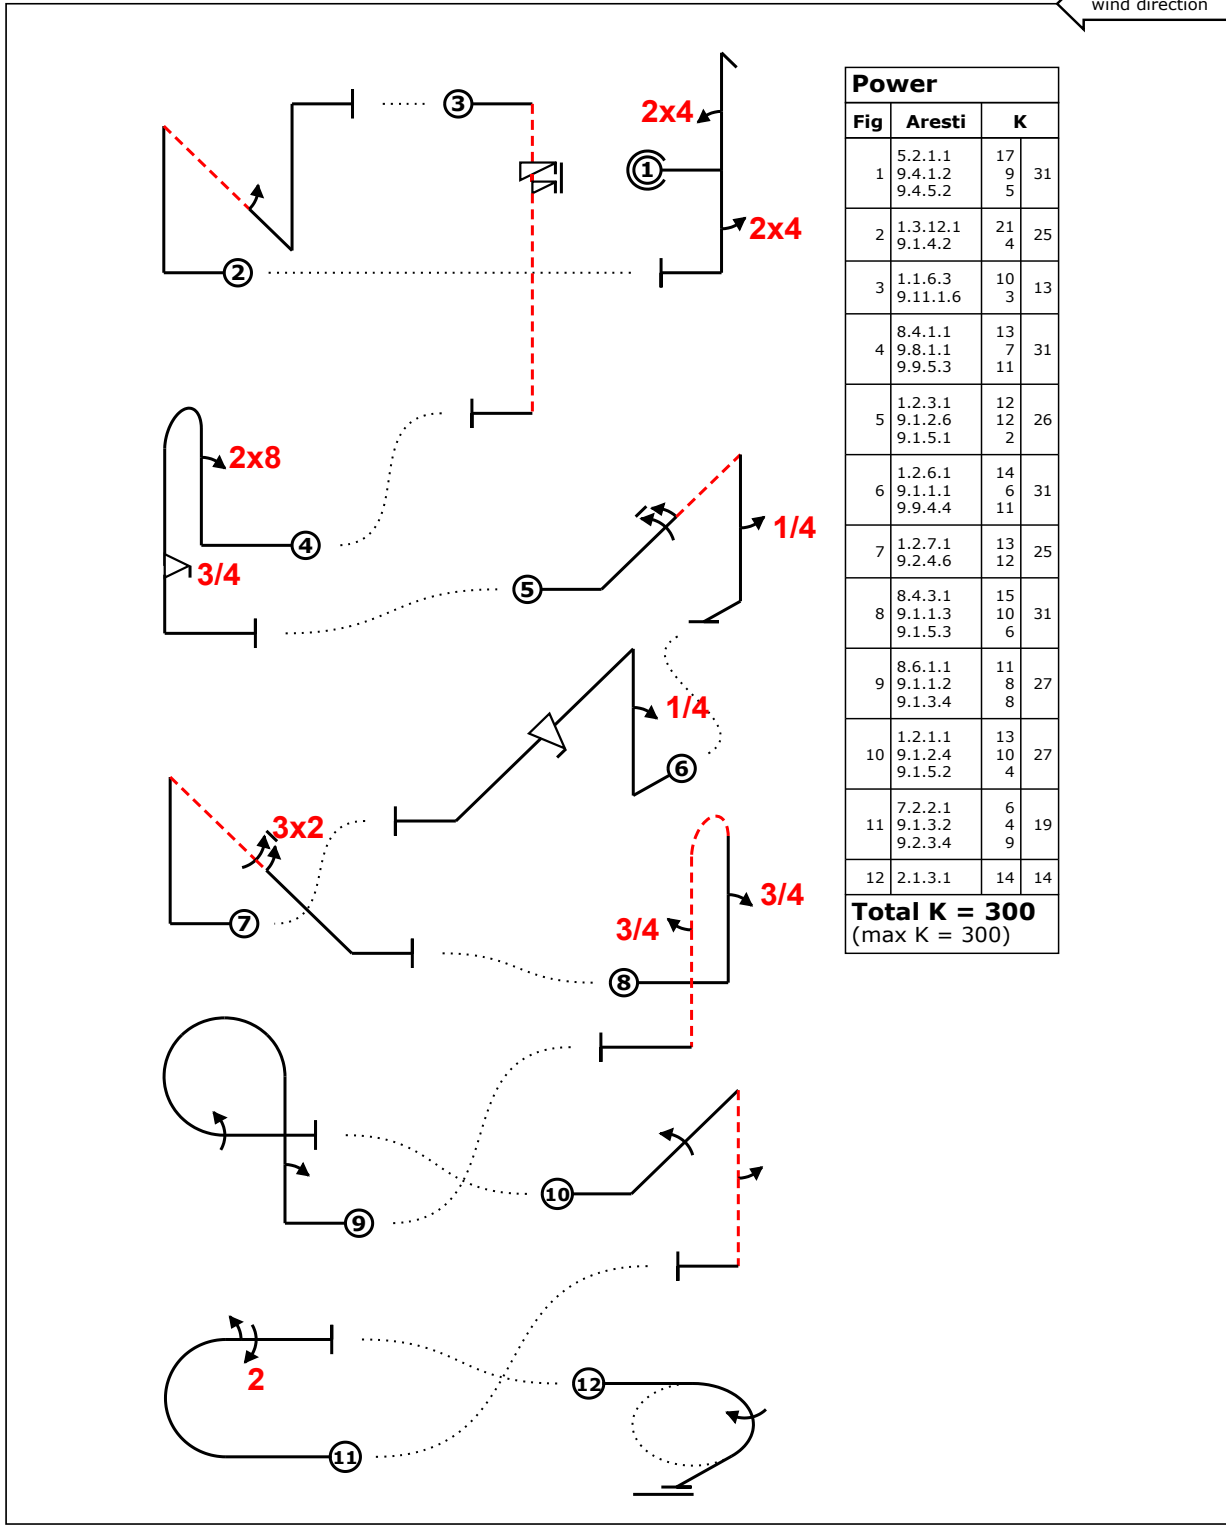 wind direction
3
2x4
1
2x4
2
2x8
4
3/4
5
1/4
1/4
6
3x2
7
3/4
3/4
8
9
10
2
11
12
Power
Fig Aresti K
1 5.2.1.1 17 31
9.4.1.2 9
9.4.5.2 5
2 1.3.12.1 21 25
9.1.4.2 4
3 1.1.6.3 10 13
9.11.1.6 3
4 8.4.1.1 13 31
9.8.1.1 7
9.9.5.3 11
5 1.2.3.1 12 26
9.1.2.6 12
9.1.5.1 2
6 1.2.6.1 14 31
9.1.1.1 6
9.9.4.4 11
7 1.2.7.1 13 25
9.2.4.6 12
8 8.4.3.1 15 31
9.1.1.3 10
9.1.5.3 6
9 8.6.1.1 11 27
9.1.1.2 8
9.1.3.4 8
10 1.2.1.1 13 27
9.1.2.4 10
9.1.5.2 4
11 7.2.2.1 6 19
9.1.3.2 4
9.2.3.4 9
12 2.1.3.1 14 14
Total K = 300
(max K = 300)